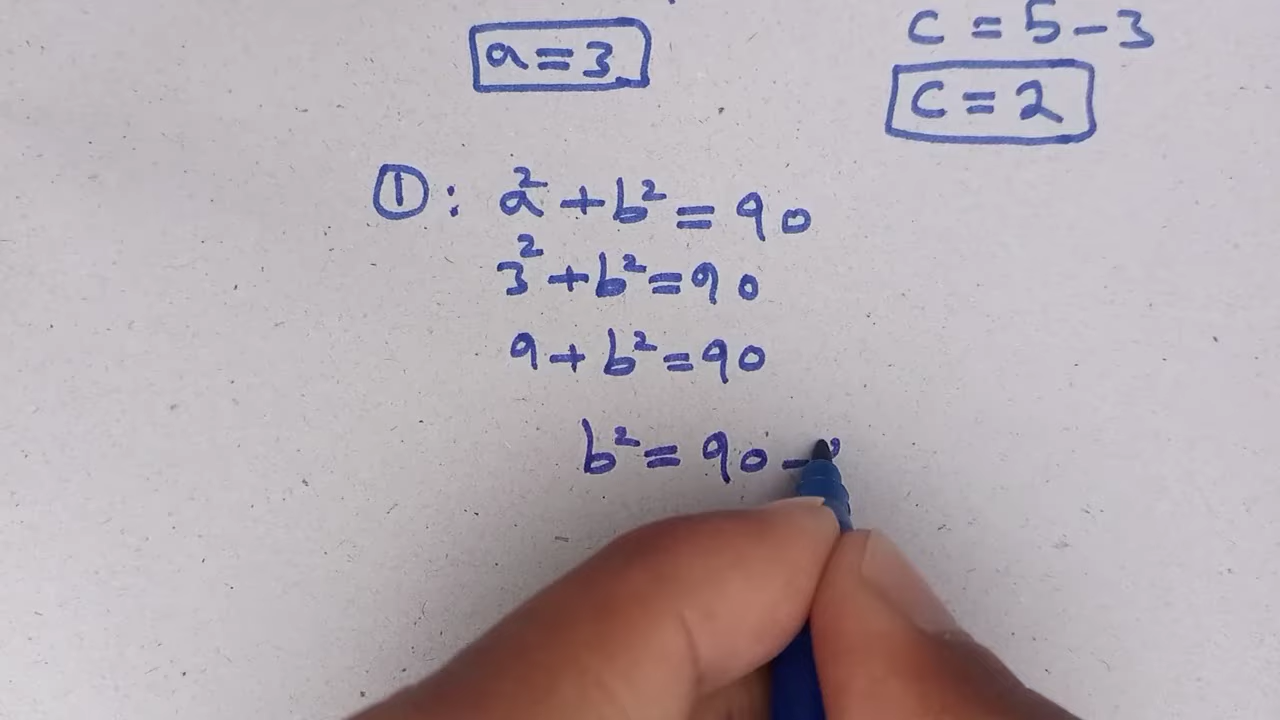 a = 3
c = 5 - 3
c = 2
①: a² + b² = 90
3² + b² = 90
9 + b² = 90
b² = 90 -